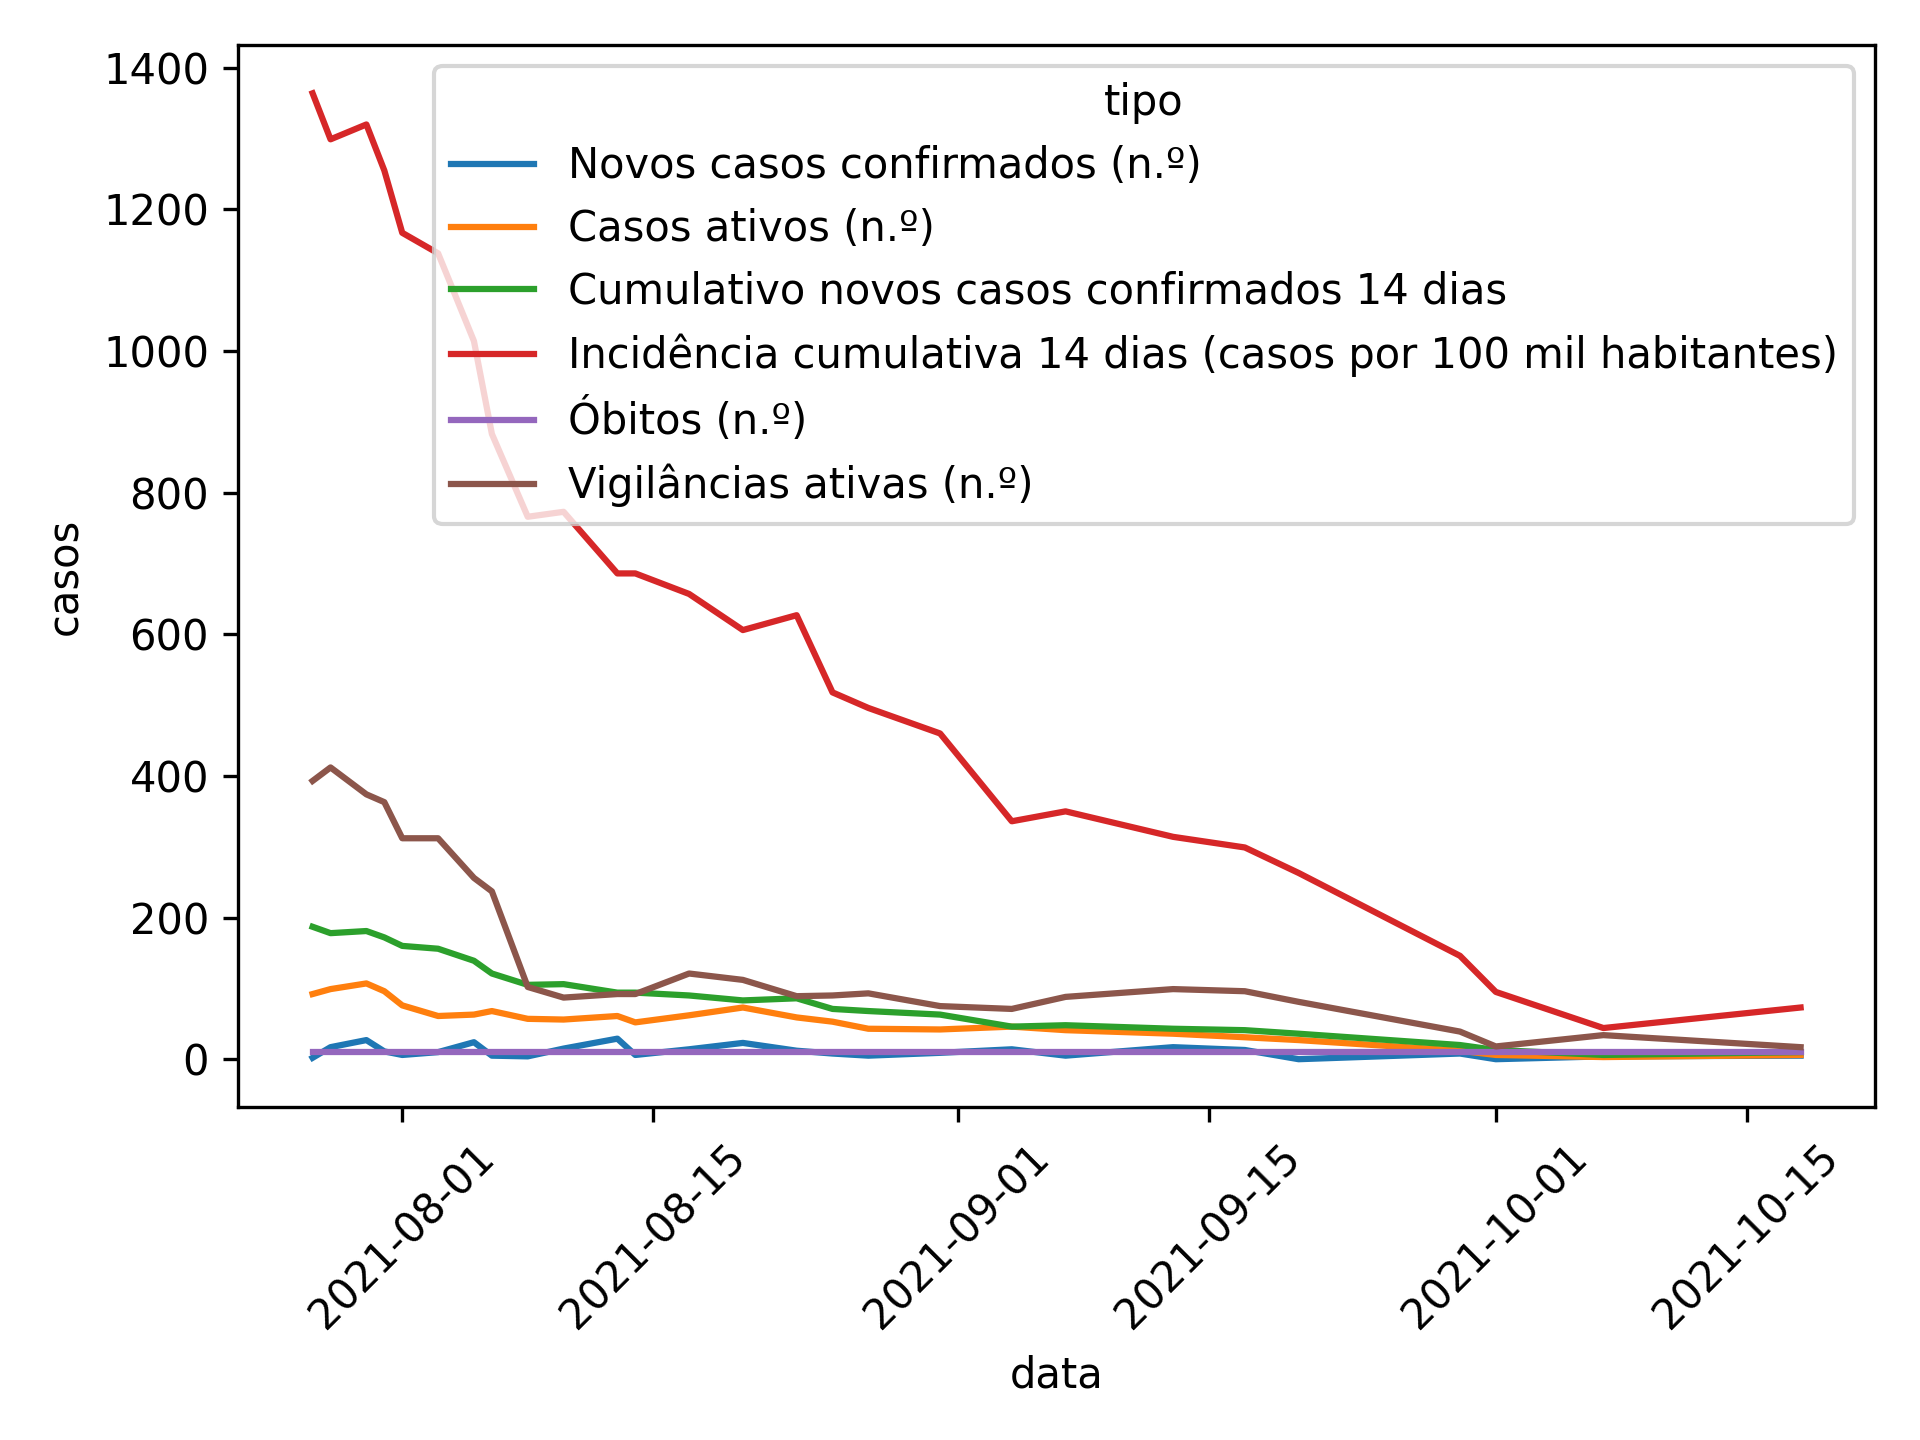 1400
1200
1000
800
600
400
200
0
casos
tipo
Novos casos confirmados (n.º)
Casos ativos (n.º)
Cumulativo novos casos confirmados 14 dias
Incidência cumulativa 14 dias (casos por 100 mil habitantes)
Óbitos (n.º)
Vigilâncias ativas (n.º)
2021-08-01
2021-08-15
2021-09-01
2021-09-15
2021-10-01
2021-10-15
data